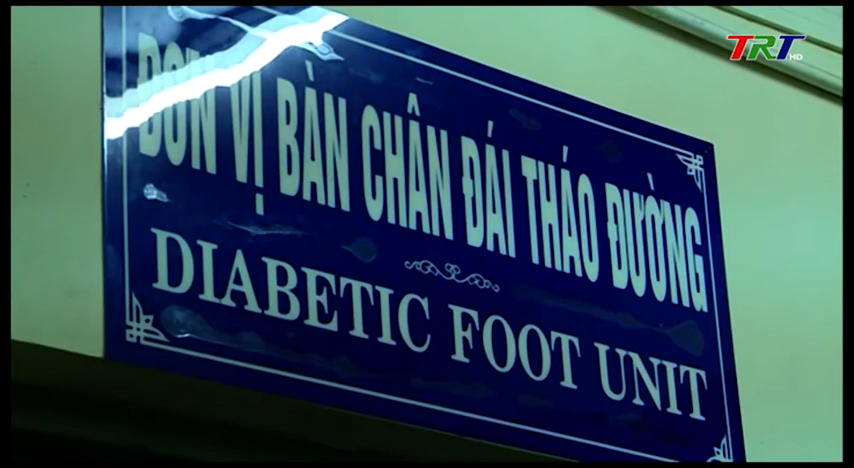 TRT HD
ĐƠN VỊ BÀN CHÂN ĐÁI THÁO ĐƯỜNG
DIABETIC FOOT UNIT